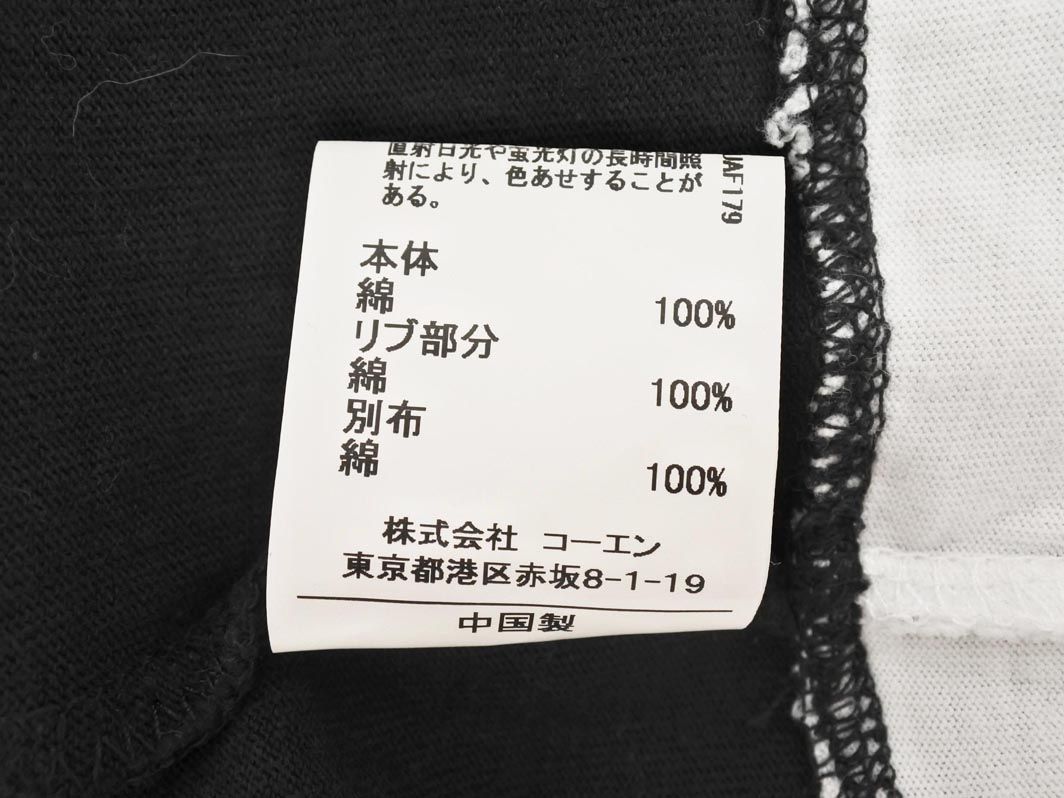 直射日光や蛍光灯の長時間照
射により、色あせすることが
ある。
本体
綿 100%
リブ部分
綿 100%
別布
綿 100%
株式会社 コーエン
東京都港区赤坂8-1-19
中国製